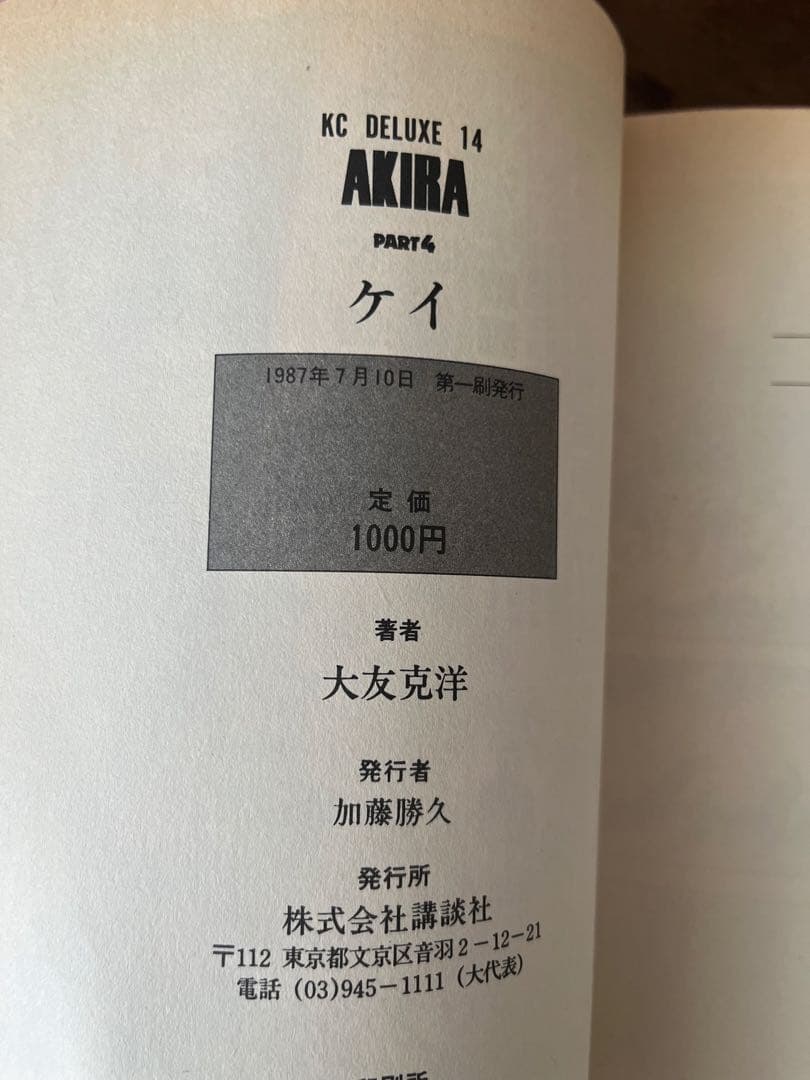 KC DELUXE 14
AKIRA
PART4
ケイ
1987年7月10日 第一刷発行
定価
1000円
著者
大友克洋
発行者
加藤勝久
発行所
株式会社講談社
〒112 東京都文京区音羽2-12-21
電話 (03)945-1111 (大代表)
印刷所